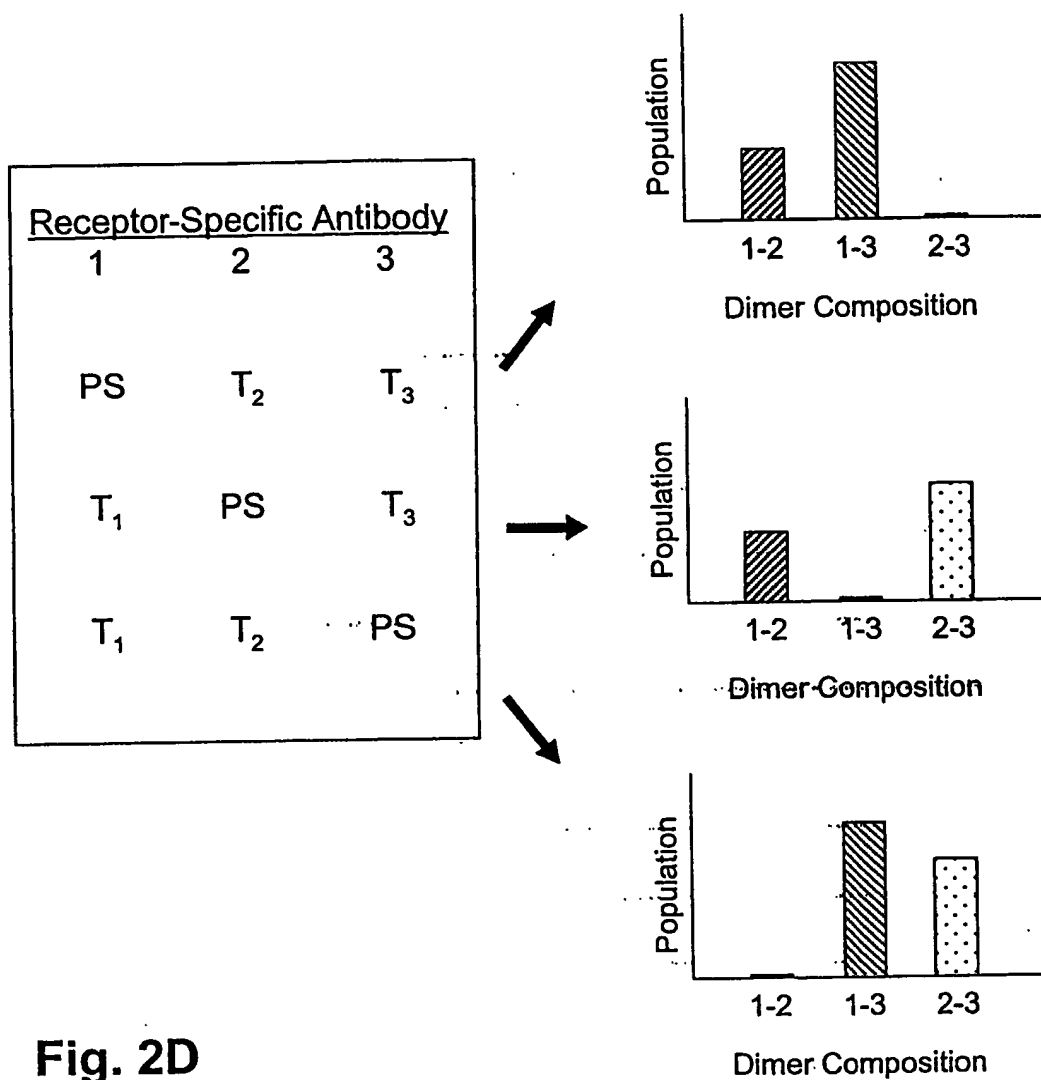 Receptor-Specific Antibody
1 2 3
PS T₂ T₃
T₁ PS T₃
T₁ T₂ PS
Population
1-2 1-3 2-3
Dimer Composition
Population
1-2 1-3 2-3
Dimer Composition
Population
1-2 1-3 2-3
Dimer Composition
Fig. 2D